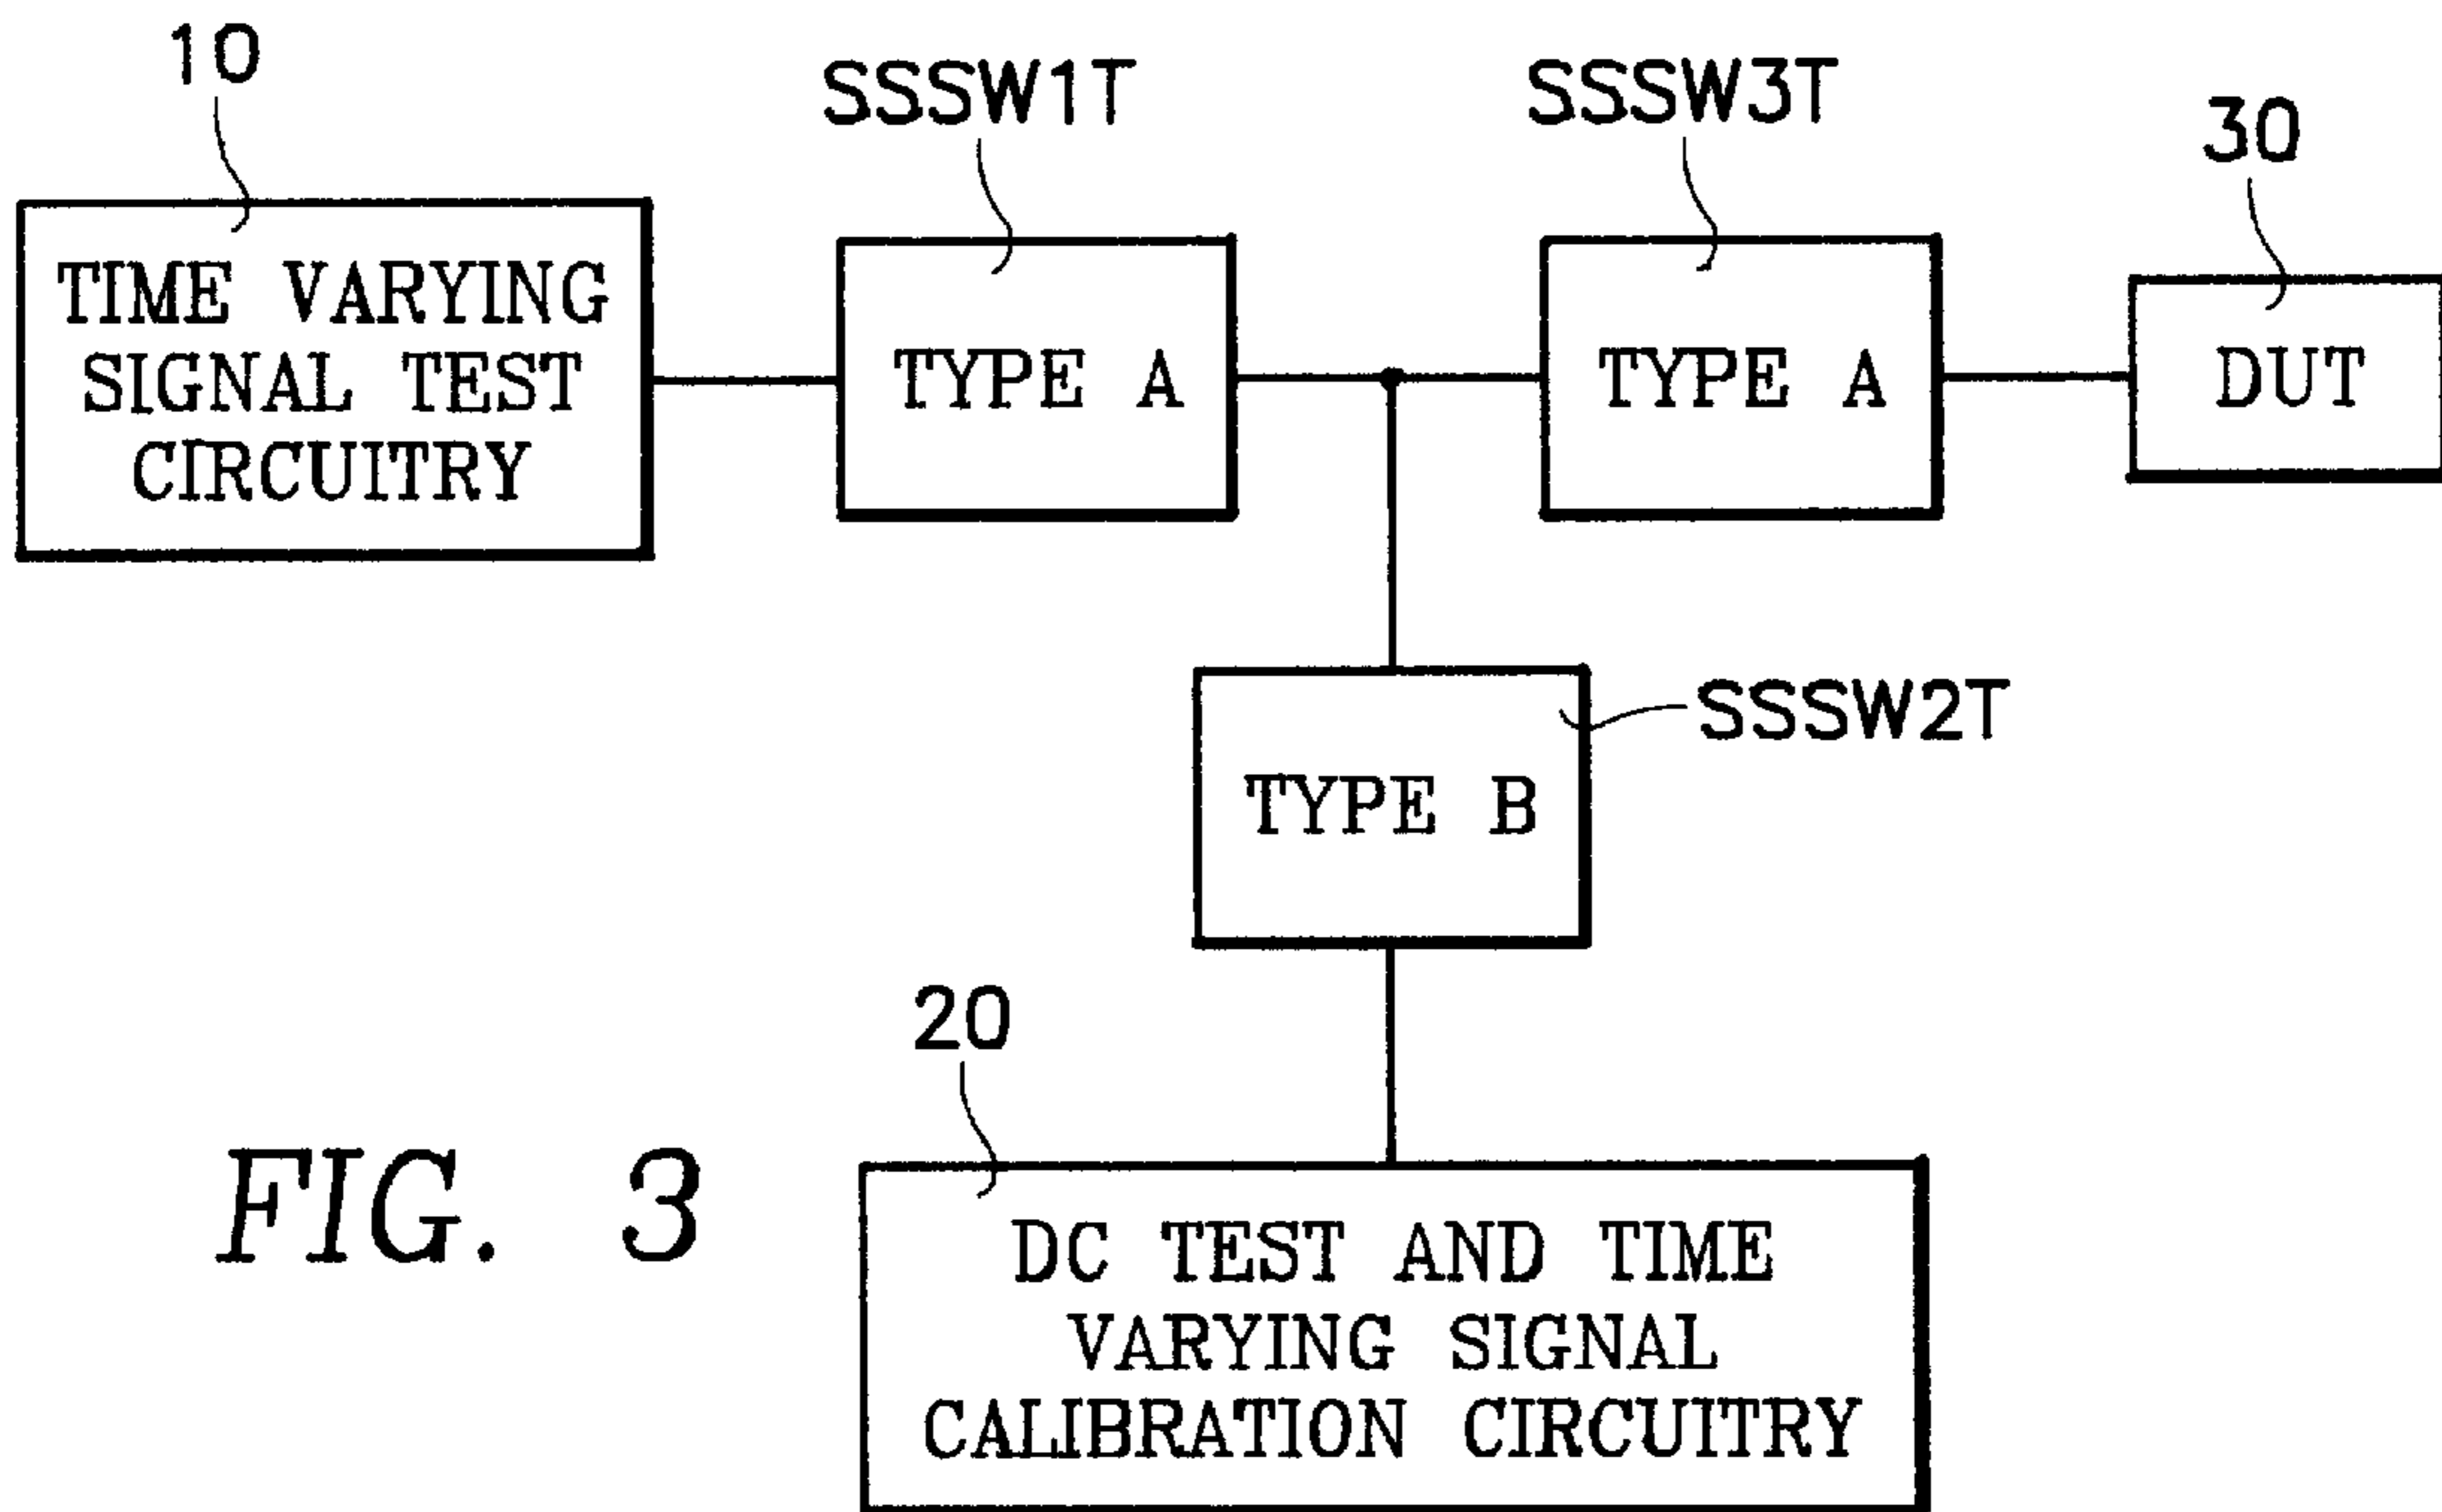 10
SSSW1T
SSSW3T
30
TIME VARYING
SIGNAL TEST
CIRCUITRY
TYPE A
TYPE A
DUT
SSSW2T
TYPE B
20
FIG. 3
DC TEST AND TIME
VARYING SIGNAL
CALIBRATION CIRCUITRY